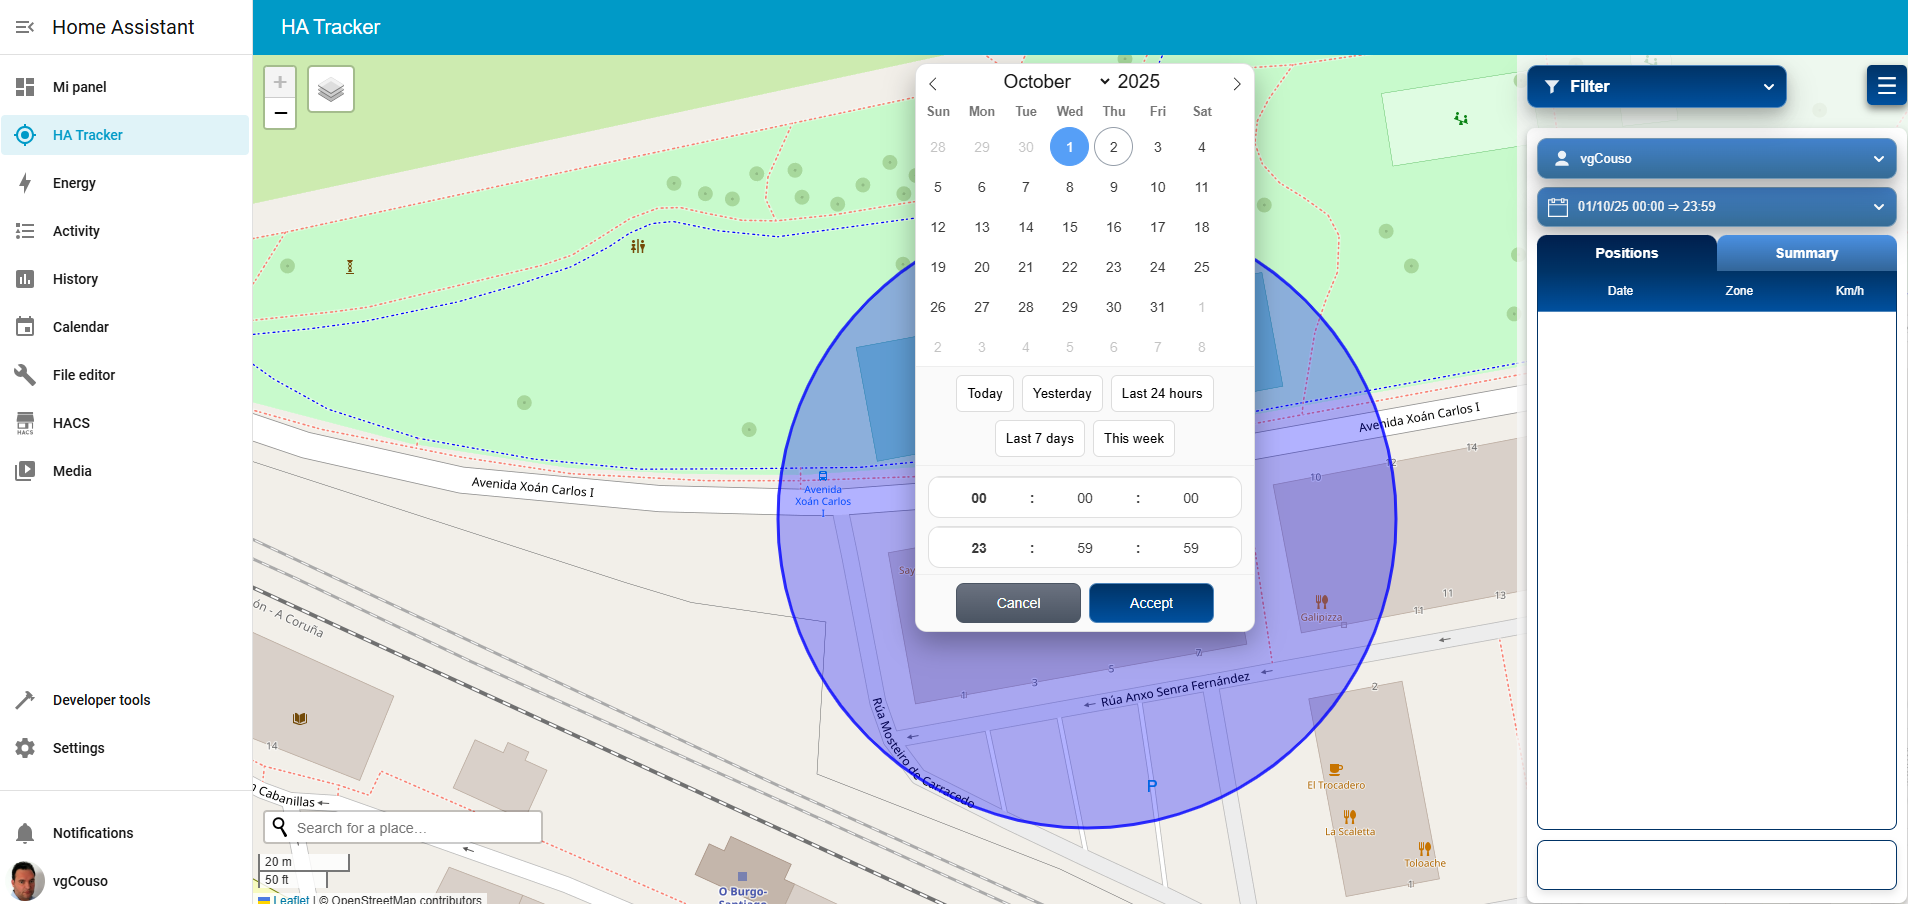 Home Assistant
Mi panel
HA Tracker
Energy
Activity
History
Calendar
File editor
HACS
HACS
Media
Developer tools
Settings
Notifications
vgCouso
HA Tracker
+
−
Avenida Xoán Carlos I
Avenida
Xoán Carlos
I
Avenida Xoán Carlos I
ón - A Coruña
14
n Cabanillas
Search for a place...
20 m
50 ft
Leaflet | © OpenStreetMap contributors
O Burgo-
Rúa Mosteiro de Carracedo
Rúa Anxo Senra Fernández
1
3
5
7
Say
P
10
12
14
11
11
13
Galipizza
2
El Trocadero
La Scaletta
Toloache
1
October 2025
Sun Mon Tue Wed Thu Fri Sat
28 29 30 1 2 3 4
5 6 7 8 9 10 11
12 13 14 15 16 17 18
19 20 21 22 23 24 25
26 27 28 29 30 31 1
2 3 4 5 6 7 8
Today Yesterday Last 24 hours
Last 7 days This week
00 : 00 : 00
23 : 59 : 59
Cancel Accept
Filter
vgCouso
01/10/25 00:00 ⇒ 23:59
Positions Summary
Date Zone Km/h